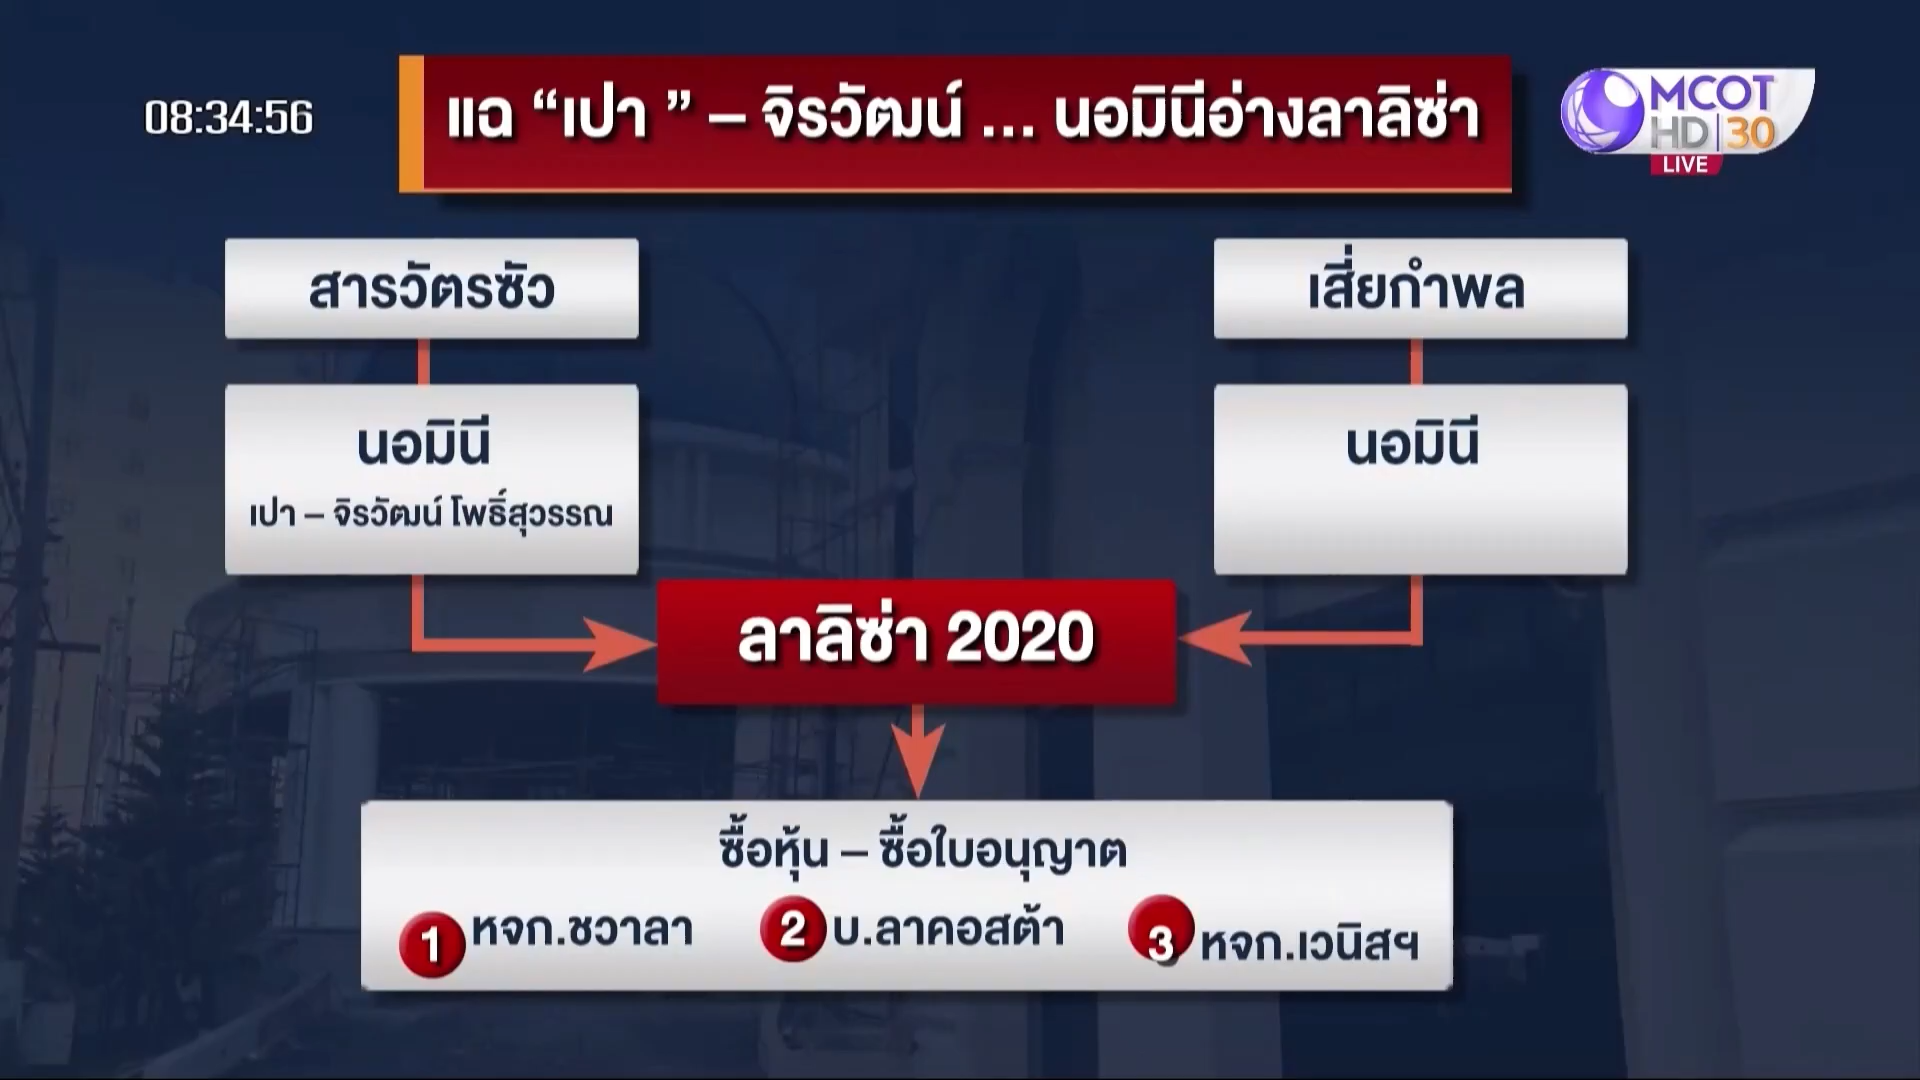 08:34:56
แฉ “เปา ” – จิรวัฒน์ ... นอมินีอ่างลาลิซ่า
MCOT
HD 30
LIVE
สารวัตรซัว
เสี่ยกำพล
นอมินี
เปา – จิรวัฒน์ โพธิ์สุวรรณ
นอมินี
ลาลิซ่า 2020
ซื้อหุ้น – ซื้อใบอนุญาต
1 หจก.ชวาลา
2 บ.ลาคอสต้า
3 หจก.เวนิสฯ